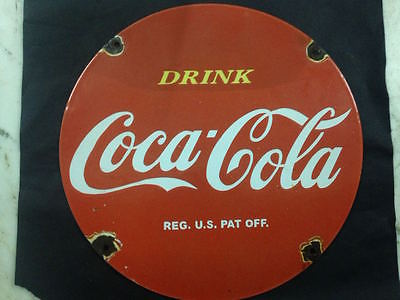 DRINK
Coca-Cola
REG. U.S. PAT OFF.